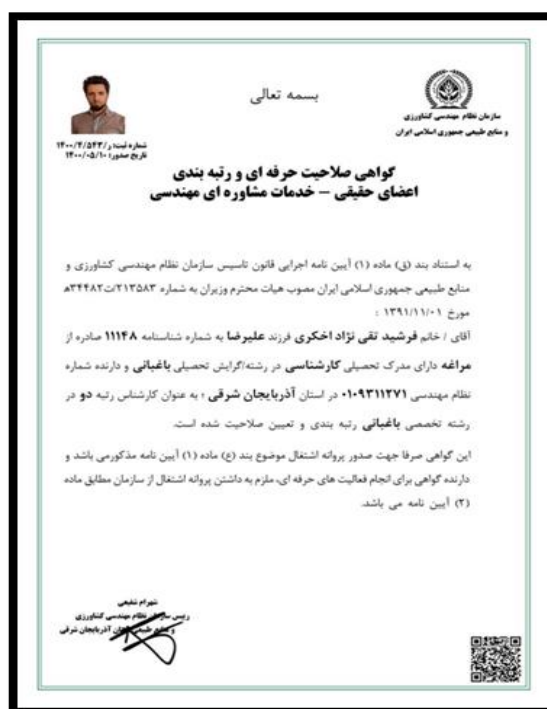 بسمه تعالی
سازمان نظام مهندسی کشاورزی
و منابع طبیعی جمهوری اسلامی ایران
شماره ثبت: ر/۱۴۰۰/۴/۵۴۳
تاریخ صدور: ۱۴۰۰/۰۵/۱۰
گواهی صلاحیت حرفه ای و رتبه بندی
اعضای حقیقی – خدمات مشاوره ای مهندسی
به استناد بند (ق) ماده (۱) آیین نامه اجرایی قانون تاسیس سازمان نظام مهندسی کشاورزی و
منابع طبیعی جمهوری اسلامی ایران مصوب هیات محترم وزیران به شماره ۲۱۳۵۸۳/ت۳۴۴۸۲ه
مورخ ۱۳۹۱/۱۱/۰۱ :
آقای / خانم فرشید تقی نژاد اخکری فرزند علیرضا به شماره شناسنامه ۱۱۱۴۸ صادره از
مراغه دارای مدرک تحصیلی کارشناسی در رشته/گرایش تحصیلی باغبانی و دارنده شماره
نظام مهندسی ۰۱۰۹۳۱۱۲۷۱ در استان آذربایجان شرقی ؛ به عنوان کارشناس رتبه دو در
رشته تخصصی باغبانی رتبه بندی و تعیین صلاحیت شده است.
این گواهی صرفا جهت صدور پروانه اشتغال موضوع بند (ع) ماده (۱) آیین نامه مذکورمی باشد و
دارنده گواهی برای انجام فعالیت های حرفه ای، ملزم به داشتن پروانه اشتغال از سازمان مطابق ماده
(۲) آیین نامه می باشد.
شهرام شفیعی
رییس سازمان نظام مهندسی کشاورزی
و منابع طبیعی استان آذربایجان شرقی